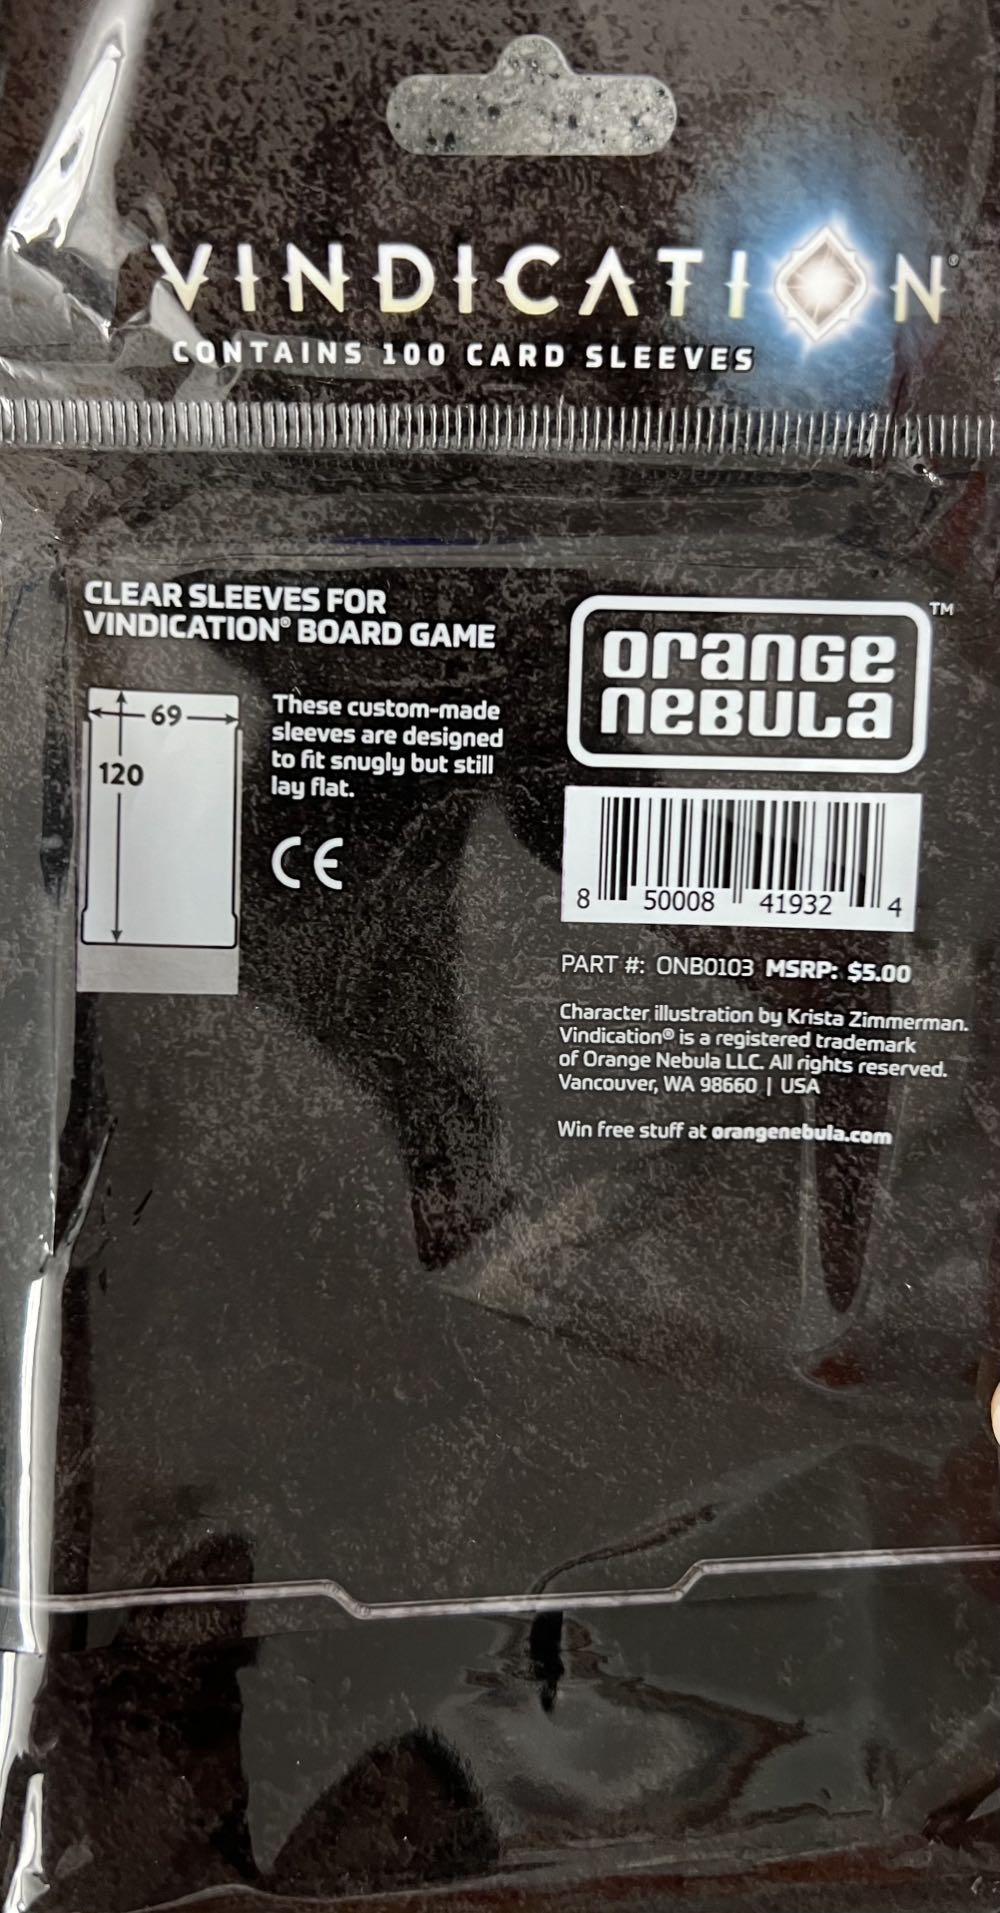 VINDICATION®
CONTAINS 100 CARD SLEEVES
CLEAR SLEEVES FOR
VINDICATION® BOARD GAME
69
120
These custom-made
sleeves are designed
to fit snugly but still
lay flat.
CE
orange™
nebula
8 50008 41932 4
PART #: ONB0103 MSRP: $5.00
Character illustration by Krista Zimmerman.
Vindication® is a registered trademark
of Orange Nebula LLC. All rights reserved.
Vancouver, WA 98660 | USA
Win free stuff at orangenebula.com